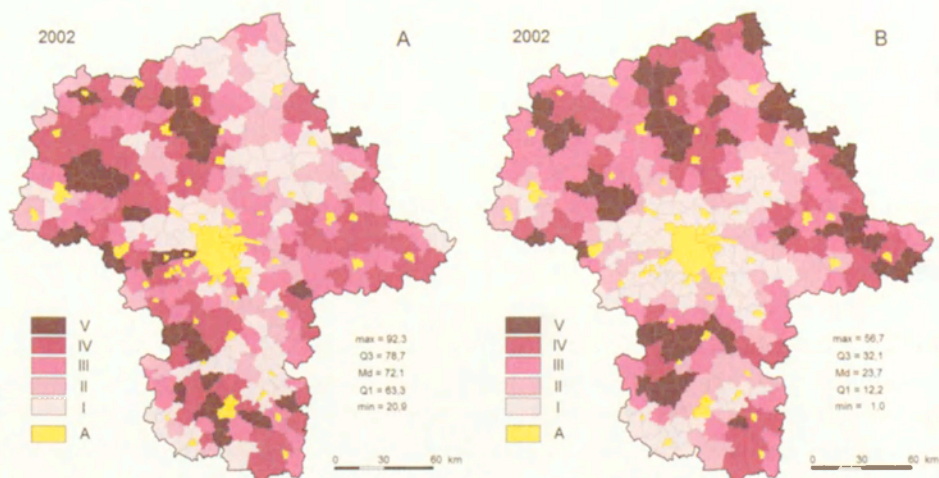 2002 A
V
IV
III
II
I
A
max = 92,3
Q3 = 78,7
Md = 72,1
Q1 = 63,3
min = 20,9
0 30 60 km
2002 B
V
IV
III
II
I
A
max = 56,7
Q3 = 32,1
Md = 23,7
Q1 = 12,2
min = 1,0
0 30 60 km